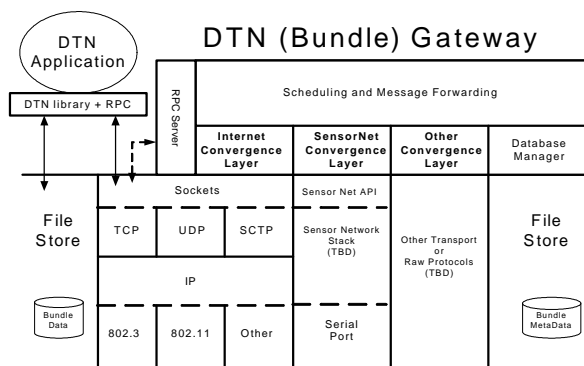 DTN (Bundle) Gateway
DTN
Application
DTN library + RPC
RPC Server
Scheduling and Message Forwarding
Internet
Convergence
Layer
SensorNet
Convergence
Layer
Other
Convergence
Layer
Database
Manager
Sockets
Sensor Net API
File
Store
TCP
UDP
SCTP
Sensor Network
Stack
(TBD)
Other Transport
or
Raw Protocols
(TBD)
File
Store
IP
Bundle
Data
802.3
802.11
Other
Serial
Port
Bundle
MetaData